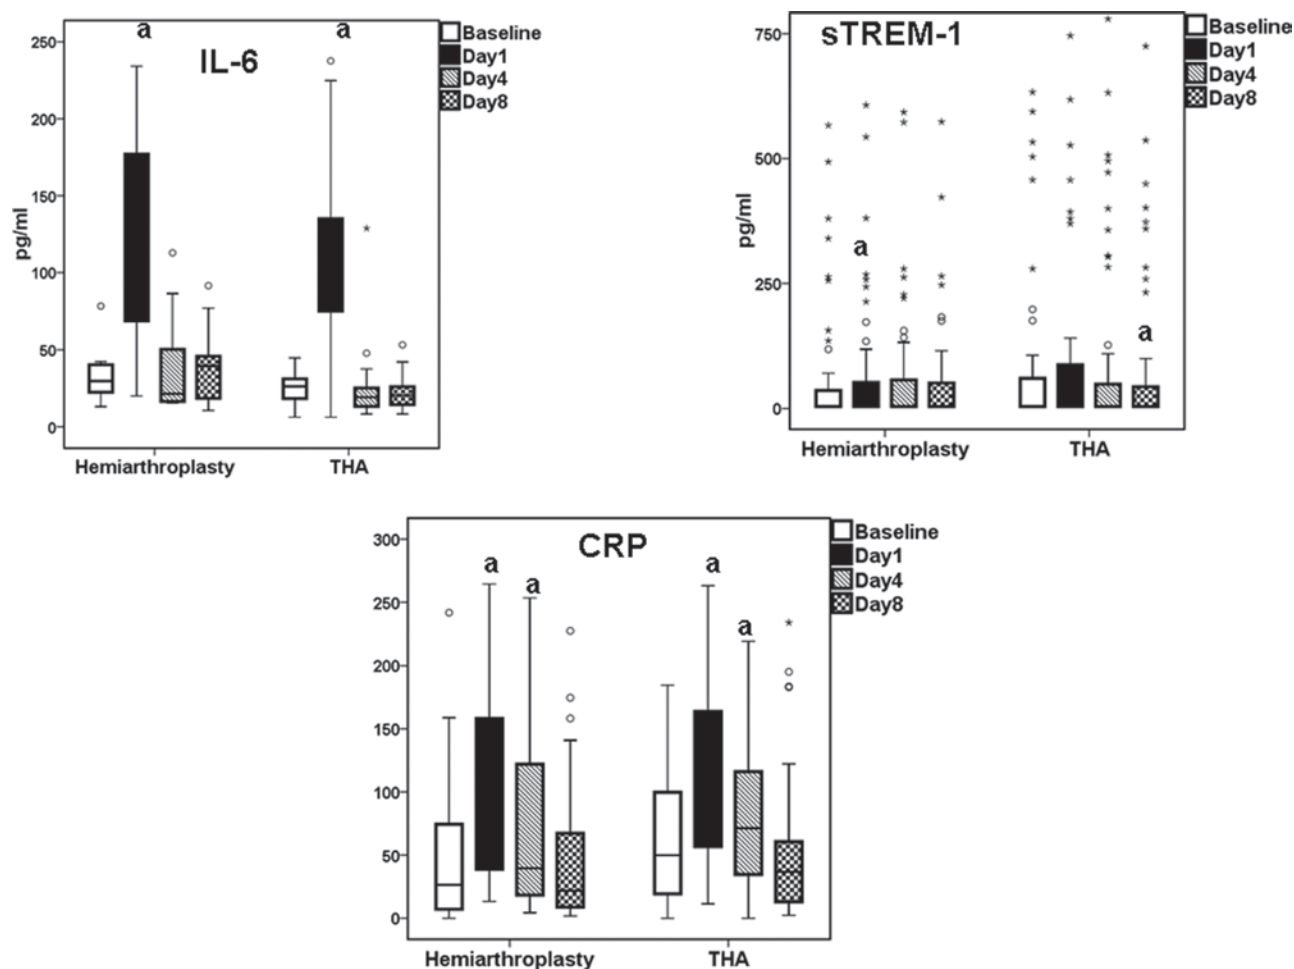 a
a
IL-6
250
200
150
100
50
0
pg/ml
Hemiarthroplasty
THA
Baseline
Day1
Day4
Day8
sTREM-1
750
500
250
0
pg/ml
a
a
Hemiarthroplasty
THA
Baseline
Day1
Day4
Day8
CRP
300
250
200
150
100
50
0
a
a
a
a
Hemiarthroplasty
THA
Baseline
Day1
Day4
Day8